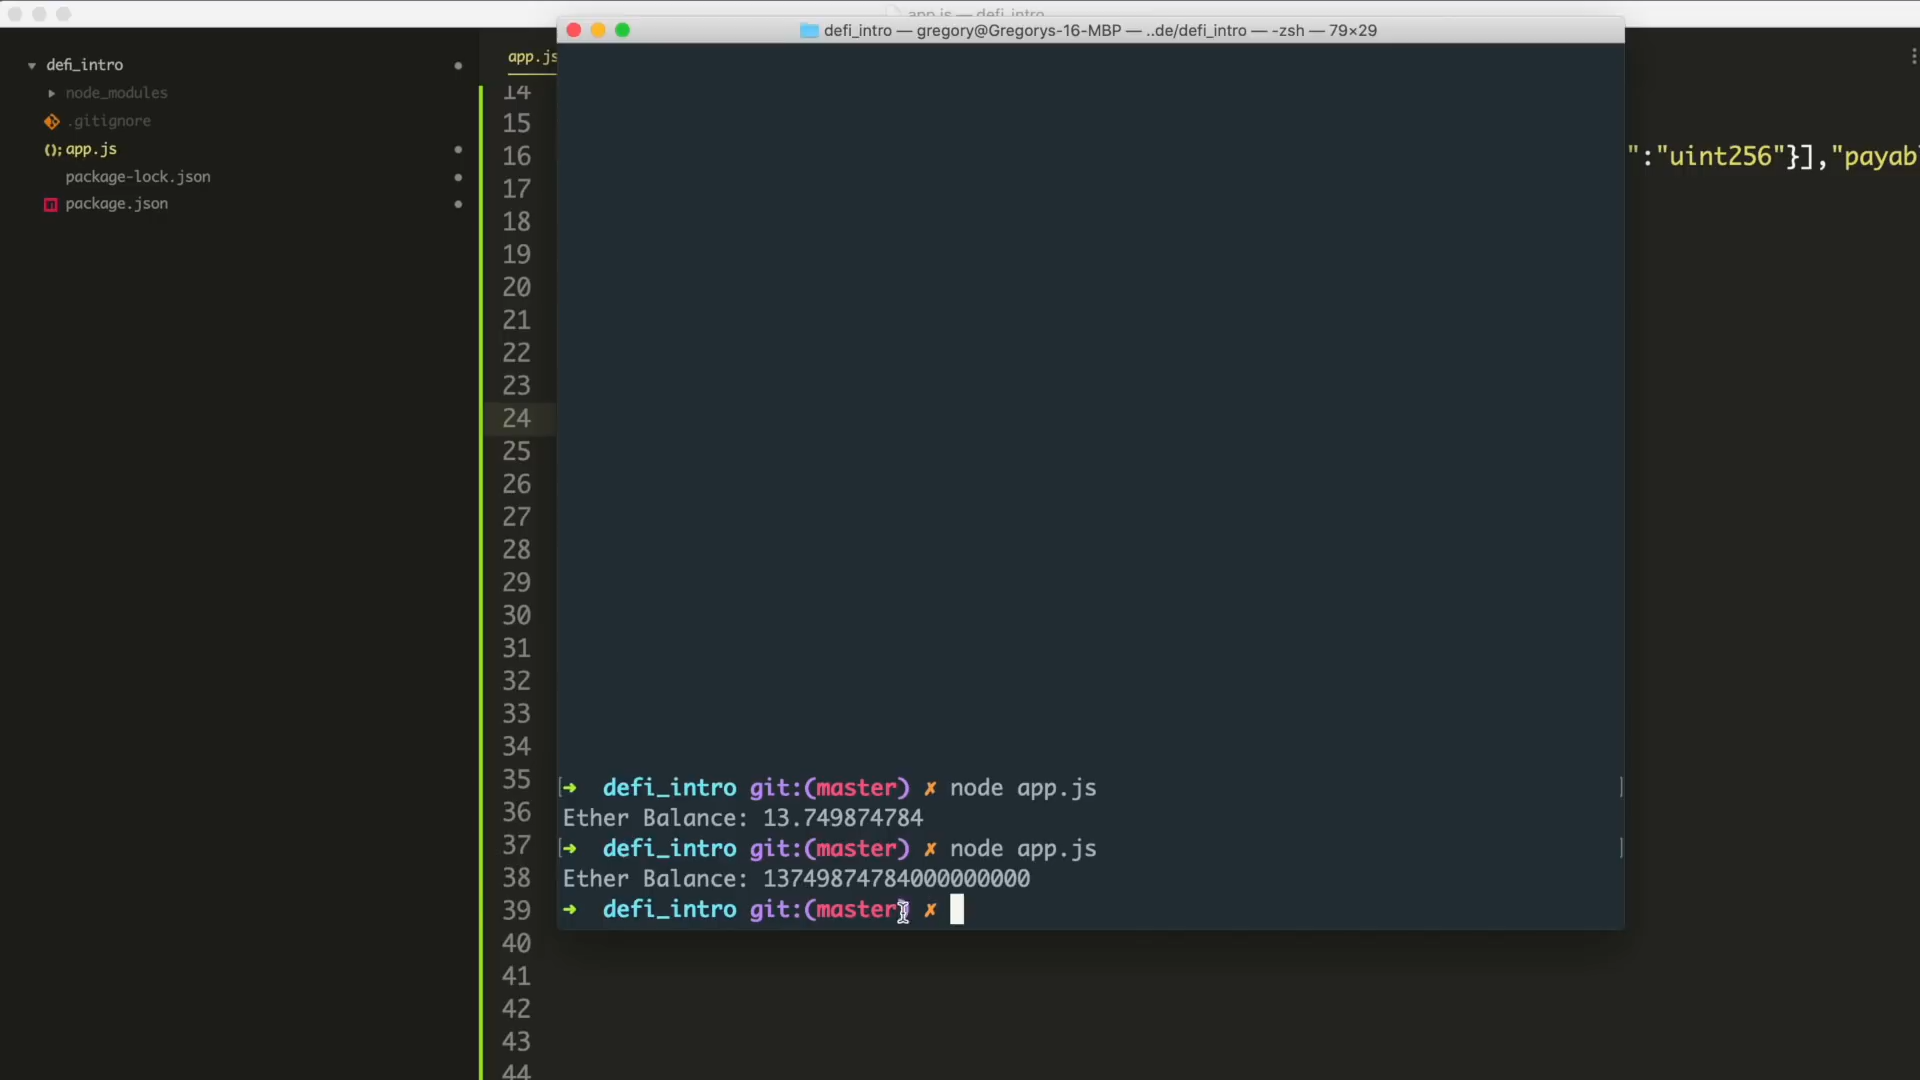 app.js — defi_intro
defi_intro — gregory@Gregorys-16-MBP — ..de/defi_intro — -zsh — 79×29
defi_intro
node_modules
.gitignore
app.js
package-lock.json
package.json
app.js
14
15
16
":"uint256"}],"payab
17
18
19
20
21
22
23
24
25
26
27
28
29
30
31
32
33
34
35
36
37
38
39
40
41
42
43
44
➜ defi_intro git:(master) ✗ node app.js
Ether Balance: 13.749874784
➜ defi_intro git:(master) ✗ node app.js
Ether Balance: 13749874784000000000
➜ defi_intro git:(master) ✗